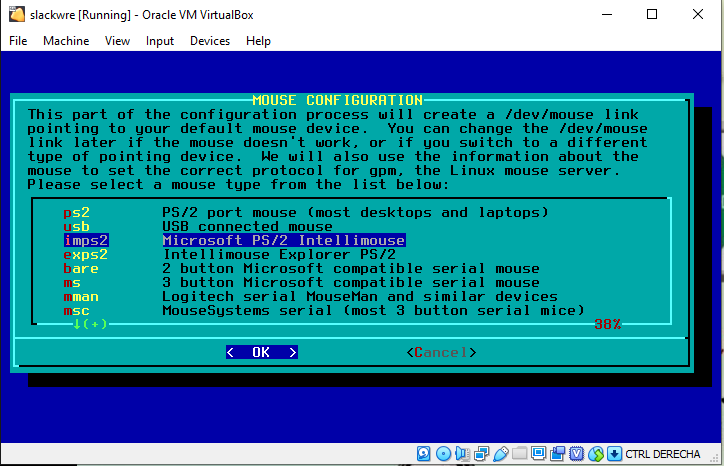 slackwre [Running] - Oracle VM VirtualBox
File Machine View Input Devices Help
MOUSE CONFIGURATION
This part of the configuration process will create a /dev/mouse link
pointing to your default mouse device. You can change the /dev/mouse
link later if the mouse doesn't work, or if you switch to a different
type of pointing device. We will also use the information about the
mouse to set the correct protocol for gpm, the Linux mouse server.
Please select a mouse type from the list below:
ps2 PS/2 port mouse (most desktops and laptops)
usb USB connected mouse
imps2 Microsoft PS/2 Intellimouse
exps2 Intellimouse Explorer PS/2
bare 2 button Microsoft compatible serial mouse
ms 3 button Microsoft compatible serial mouse
mman Logitech serial MouseMan and similar devices
msc MouseSystems serial (most 3 button serial mice)
↓(+) 38%
< OK > <Cancel>
CTRL DERECHA